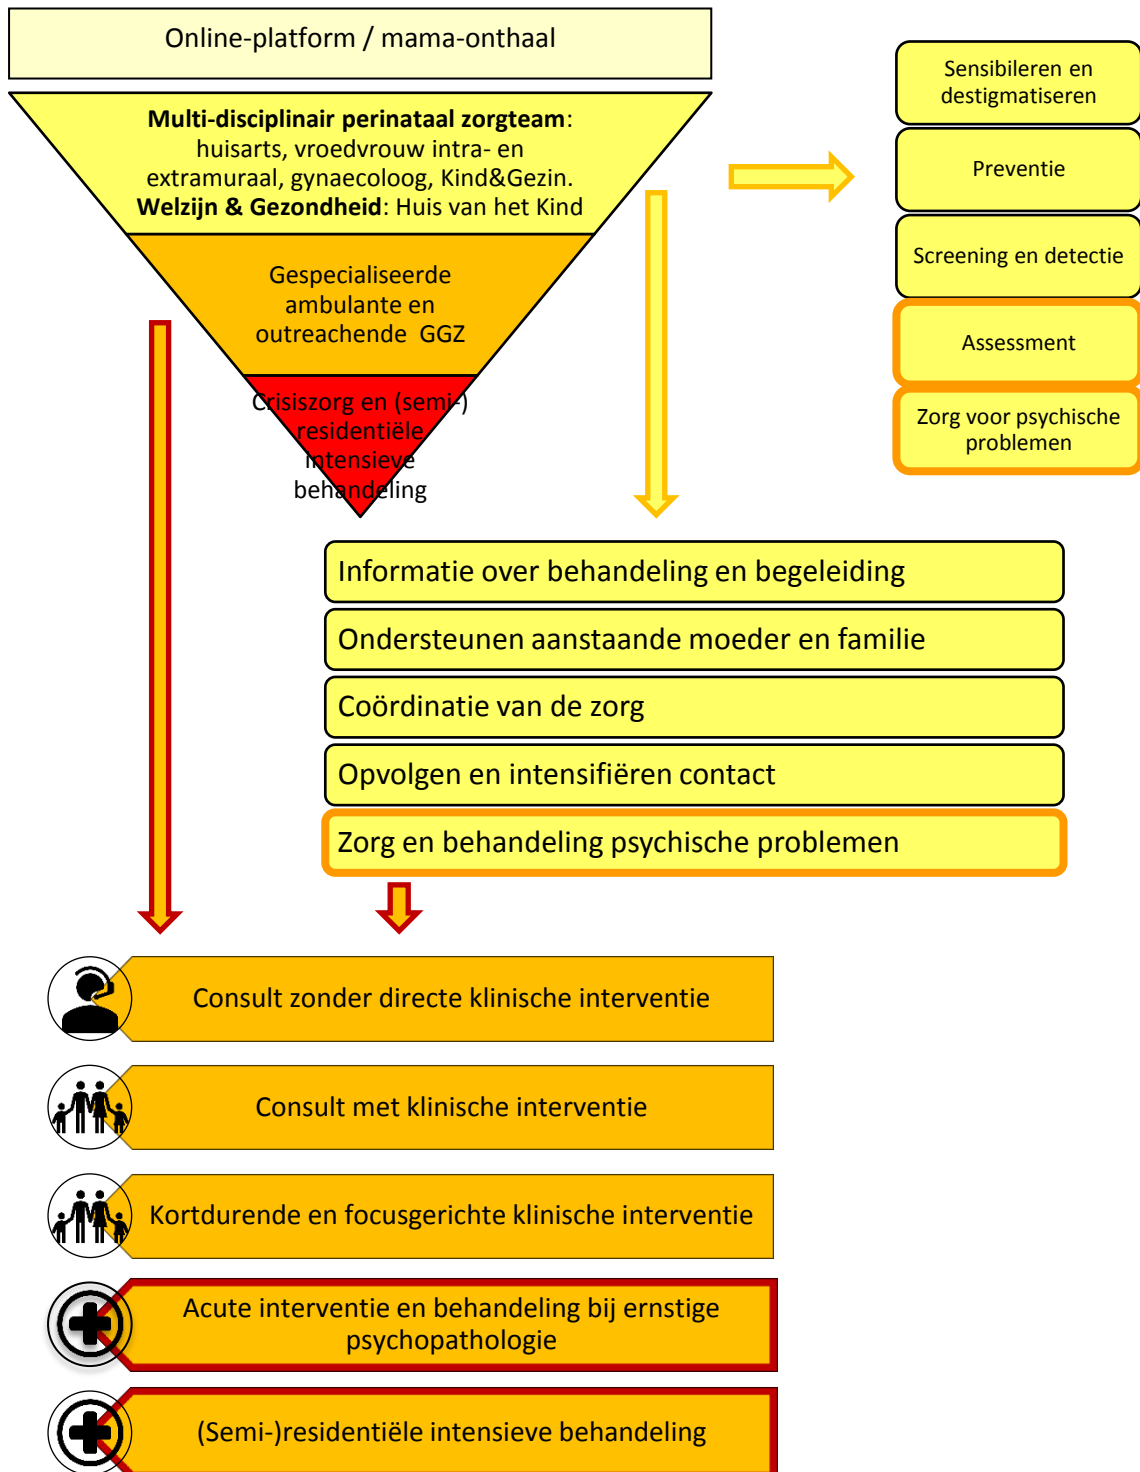 Online-platform / mama-onthaal
Multi-disciplinair perinataal zorgteam:
huisarts, vroedvrouw intra- en
extramuraal, gynaecoloog, Kind&Gezin.
Welzijn & Gezondheid: Huis van het Kind
Gespecialiseerde
ambulante en
outreachende GGZ
Crisiszorg en (semi-)
residentiële
intensieve
behandeling
Sensibileren en
destigmatiseren
Preventie
Screening en detectie
Assessment
Zorg voor psychische
problemen
Informatie over behandeling en begeleiding
Ondersteunen aanstaande moeder en familie
Coördinatie van de zorg
Opvolgen en intensifiëren contact
Zorg en behandeling psychische problemen
Consult zonder directe klinische interventie
Consult met klinische interventie
Kortdurende en focusgerichte klinische interventie
Acute interventie en behandeling bij ernstige
psychopathologie
(Semi-)residentiële intensieve behandeling